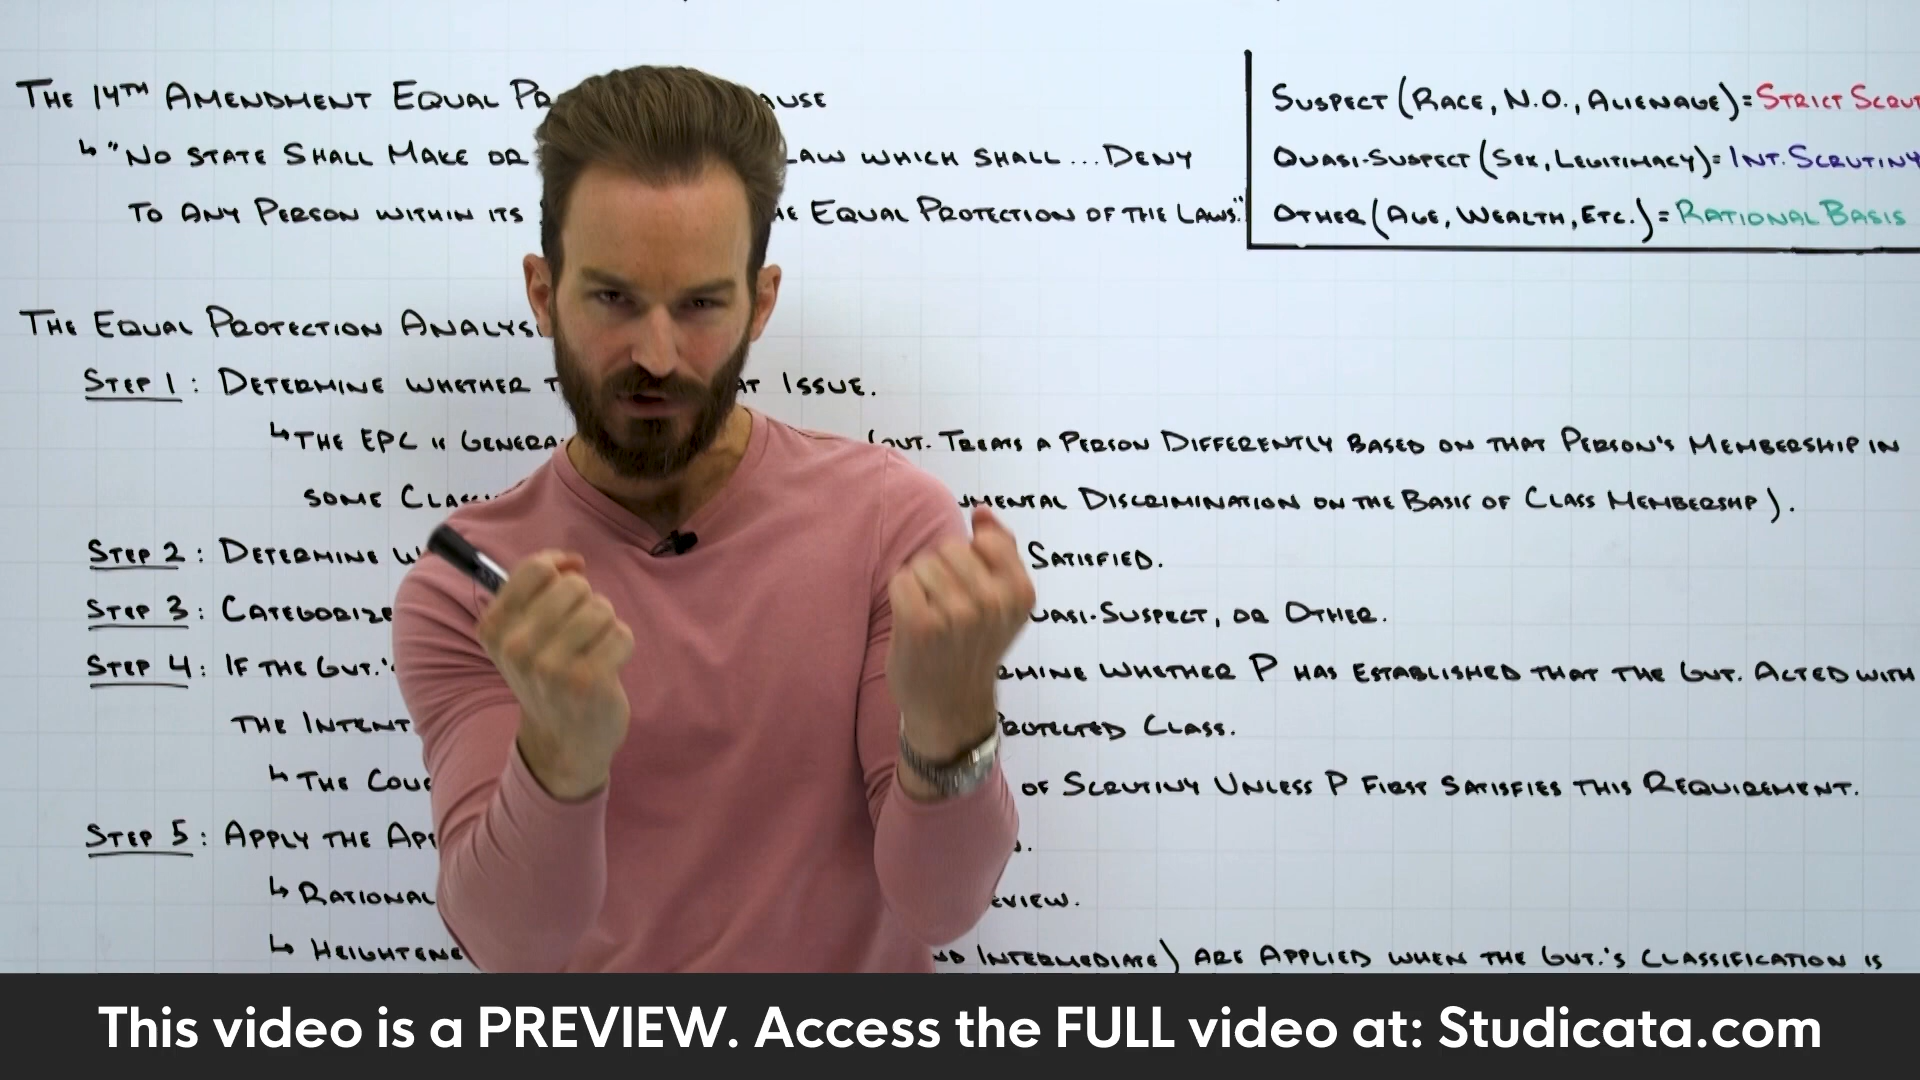 The 14th Amendment Equal Pr ause
↳ "No state shall make or law which shall...deny
to any person within its he equal protection of the laws."
Suspect (Race, N.O., Alienage) = Strict Scrut
Quasi-Suspect (Sex, Legitimacy) = Int. Scrutiny
Other (Age, Wealth, Etc.) = Rational Basis
The Equal Protection Analys
Step 1: Determine whether t at issue.
↳ The EPC is genera Gvt. treats a person differently based on that person's membership in
some clas nmental discrimination on the basis of class membership).
Step 2: Determine w satisfied.
Step 3: Categorize uasi-suspect, or other.
Step 4: If the Gvt.' rmine whether P has established that the Gvt. acted with
the intent rotected class.
↳ The cour of scrutiny unless P first satisfies this requirement.
Step 5: Apply the app
↳ Rational eview.
↳ Heightene nd intermediate) are applied when the Gvt.'s classification is
This video is a PREVIEW. Access the FULL video at: Studicata.com